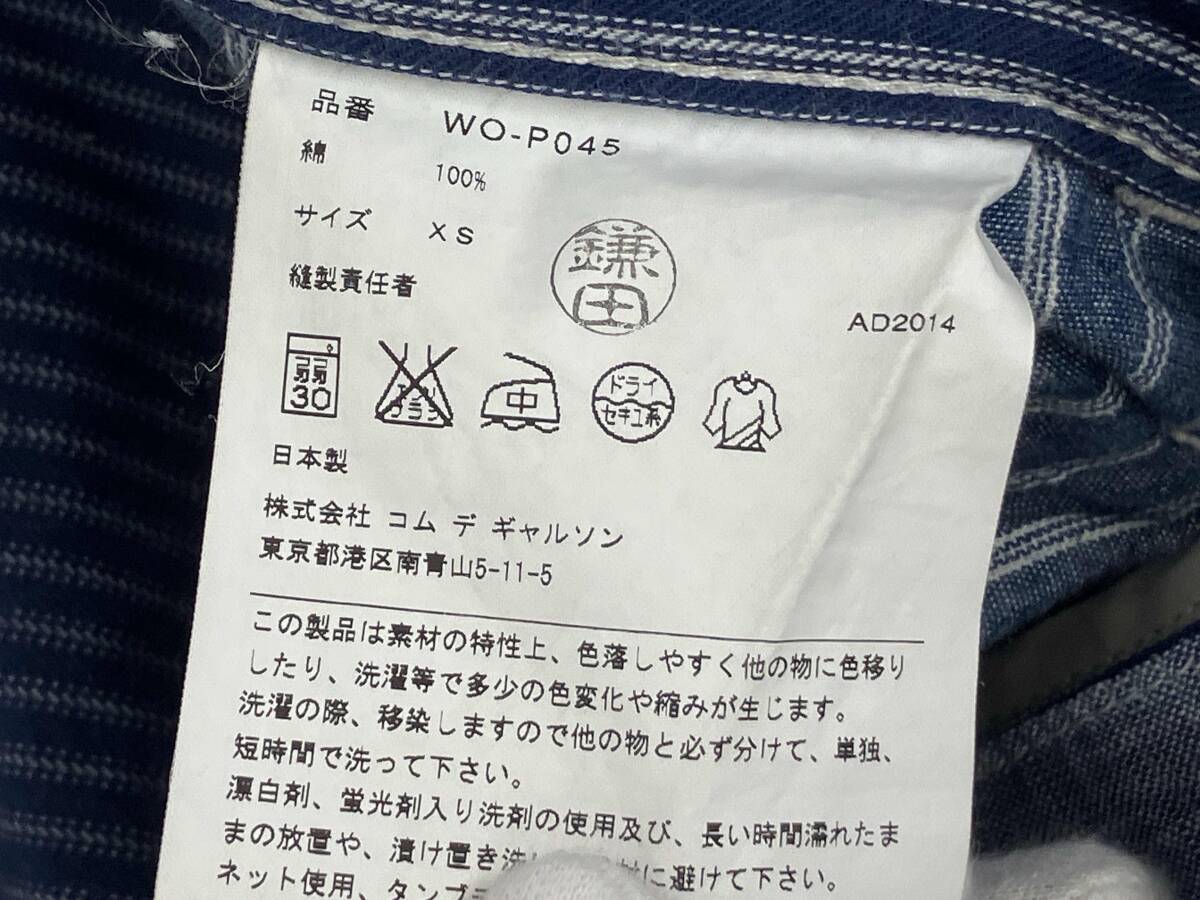 品番 WO-P045
綿 100%
サイズ XS
縫製責任者
鎌田
AD2014
弱
30
エンソ
サラシ
中
ドライ
セキユ系
日本製
株式会社 コム デ ギャルソン
東京都港区南青山5-11-5
この製品は素材の特性上、色落しやすく他の物に色移り
したり、洗濯等で多少の色変化や縮みが生じます。
洗濯の際、移染しますので他の物と必ず分けて、単独、
短時間で洗って下さい。
漂白剤、蛍光剤入り洗剤の使用及び、長い時間濡れたま
まの放置や、漬け置き洗い に避けて下さい。
ネット使用、タンブ